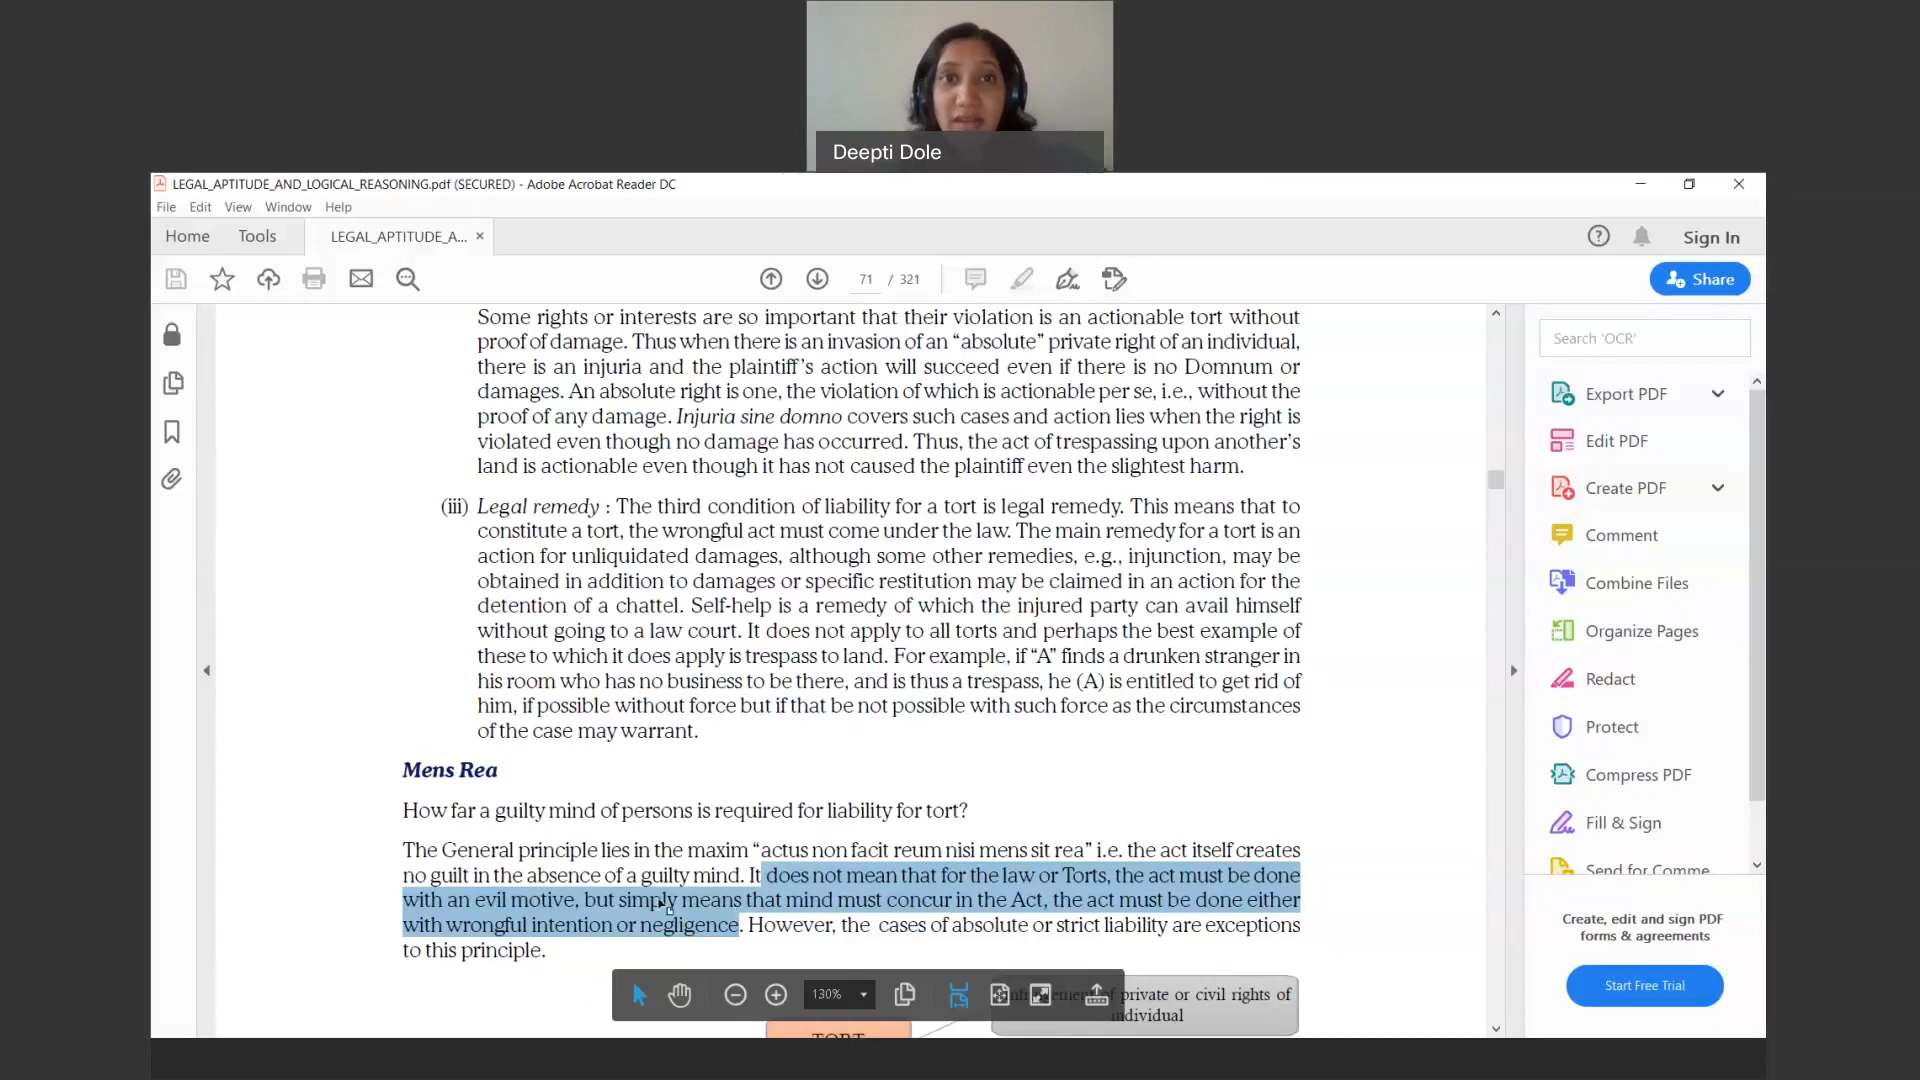 Deepti Dole
LEGAL_APTITUDE_AND_LOGICAL_REASONING.pdf (SECURED) - Adobe Acrobat Reader DC
File Edit View Window Help
Home Tools LEGAL_APTITUDE_A... × Sign In
71 / 321 Share
Some rights or interests are so important that their violation is an actionable tort without
proof of damage. Thus when there is an invasion of an “absolute” private right of an individual,
there is an injuria and the plaintiff’s action will succeed even if there is no Domnum or
damages. An absolute right is one, the violation of which is actionable per se, i.e., without the
proof of any damage. Injuria sine domno covers such cases and action lies when the right is
violated even though no damage has occurred. Thus, the act of trespassing upon another’s
land is actionable even though it has not caused the plaintiff even the slightest harm.
(iii) Legal remedy : The third condition of liability for a tort is legal remedy. This means that to
constitute a tort, the wrongful act must come under the law. The main remedy for a tort is an
action for unliquidated damages, although some other remedies, e.g., injunction, may be
obtained in addition to damages or specific restitution may be claimed in an action for the
detention of a chattel. Self-help is a remedy of which the injured party can avail himself
without going to a law court. It does not apply to all torts and perhaps the best example of
these to which it does apply is trespass to land. For example, if “A” finds a drunken stranger in
his room who has no business to be there, and is thus a trespass, he (A) is entitled to get rid of
him, if possible without force but if that be not possible with such force as the circumstances
of the case may warrant.
Mens Rea
How far a guilty mind of persons is required for liability for tort?
The General principle lies in the maxim “actus non facit reum nisi mens sit rea” i.e. the act itself creates
no guilt in the absence of a guilty mind. It does not mean that for the law or Torts, the act must be done
with an evil motive, but simply means that mind must concur in the Act, the act must be done either
with wrongful intention or negligence. However, the cases of absolute or strict liability are exceptions
to this principle.
130%
private or civil rights of
individual
TORT
Search 'OCR'
Export PDF
Edit PDF
Create PDF
Comment
Combine Files
Organize Pages
Redact
Protect
Compress PDF
Fill & Sign
Send for Comme
Create, edit and sign PDF
forms & agreements
Start Free Trial